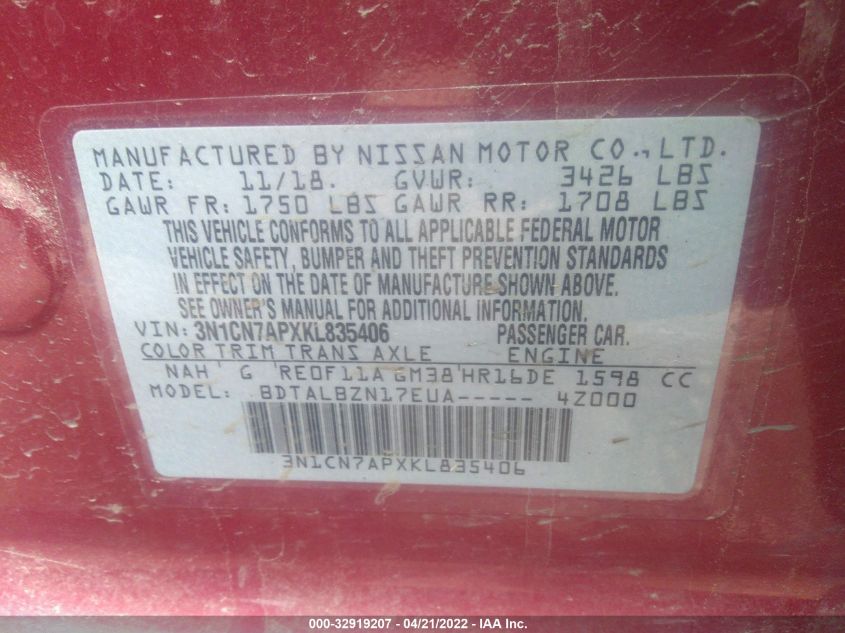 MANUFACTURED BY NISSAN MOTOR CO.,LTD.
DATE: 11/18. GVWR: 3426 LBS
GAWR FR: 1750 LBS GAWR RR: 1708 LBS
THIS VEHICLE CONFORMS TO ALL APPLICABLE FEDERAL MOTOR
VEHICLE SAFETY, BUMPER AND THEFT PREVENTION STANDARDS
IN EFFECT ON THE DATE OF MANUFACTURE SHOWN ABOVE.
SEE OWNER'S MANUAL FOR ADDITIONAL INFORMATION.
VIN: 3N1CN7APXKL835406 PASSENGER CAR.
COLOR TRIM TRANS AXLE ENGINE
NAH G RE0F11A GM38 HR16DE 1598 CC
MODEL: BDTALBZN17EUA----- 4Z000
3N1CN7APXKL835406
000-32919207 - 04/21/2022 - IAA Inc.